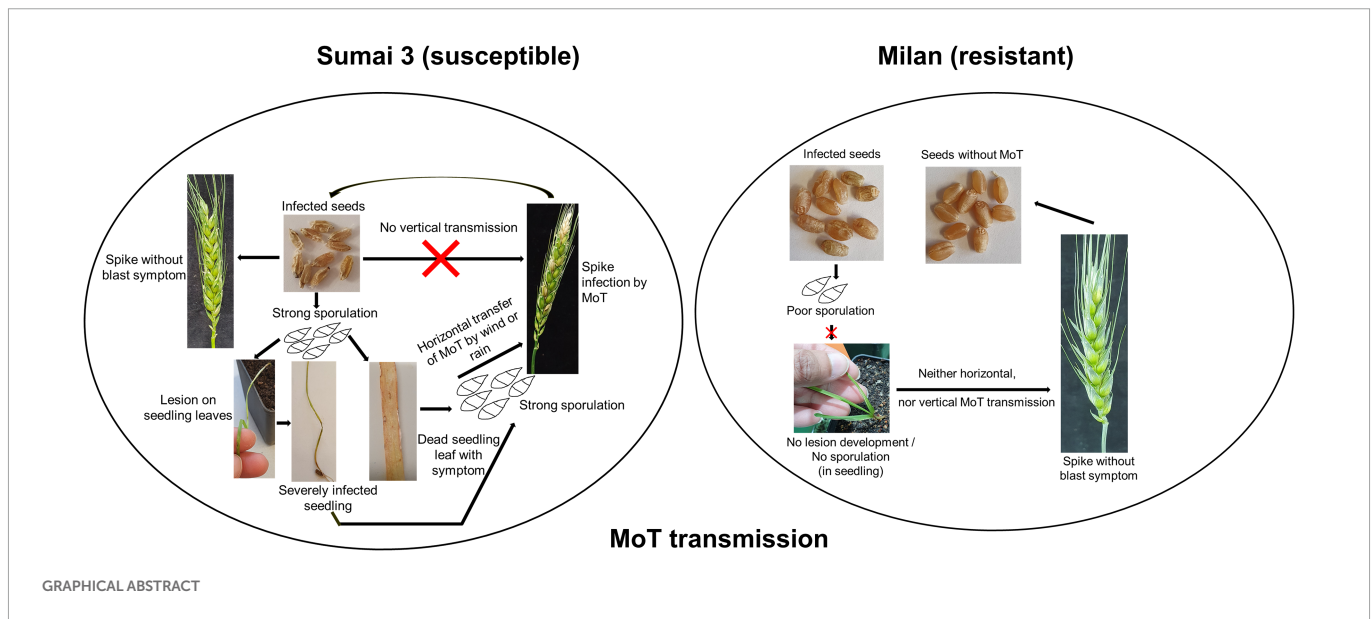 Sumai 3 (susceptible)
Milan (resistant)
Infected seeds
No vertical transmission
Spike without
blast symptom
Spike
infection by
MoT
Strong sporulation
Horizontal transfer
of MoT by wind or
rain
Lesion on
seedling leaves
Strong sporulation
Dead seedling
leaf with
symptom
Severely infected
seedling
Infected seeds
Seeds without MoT
Poor sporulation
Neither horizontal,
nor vertical MoT transmission
No lesion development /
No sporulation
(in seedling)
Spike without
blast symptom
MoT transmission
GRAPHICAL ABSTRACT